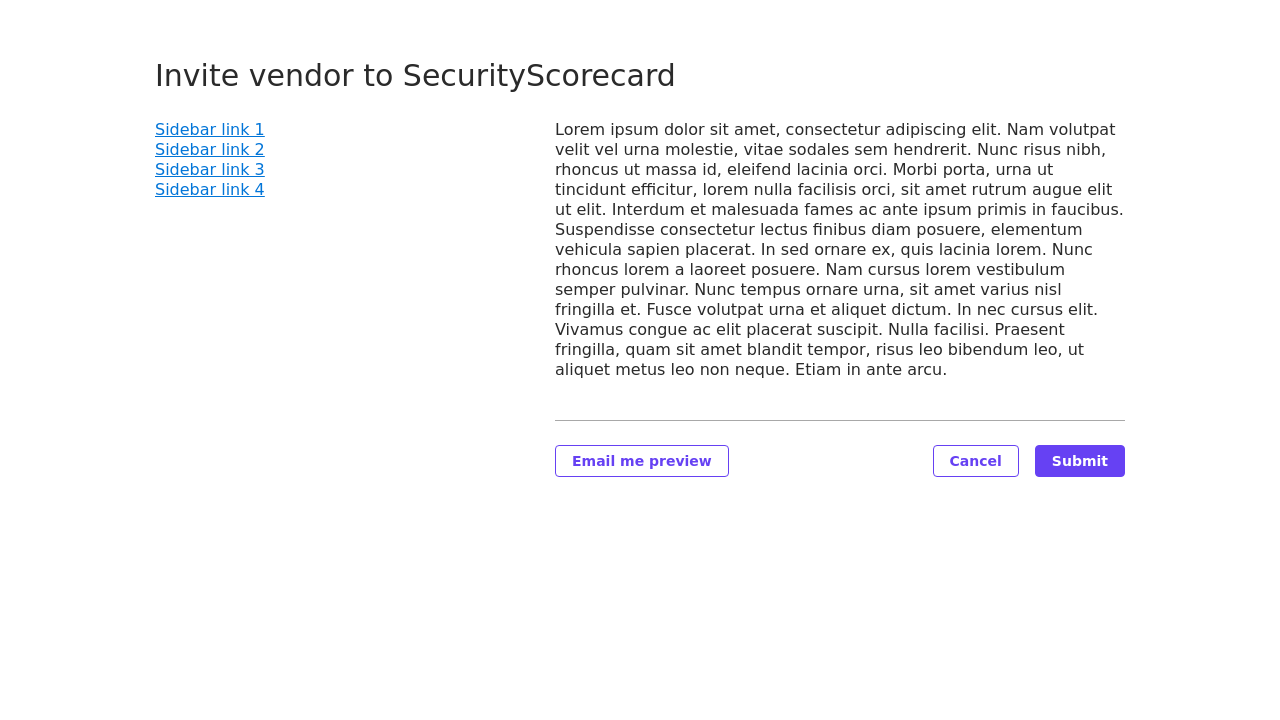 Invite vendor to SecurityScorecard
Sidebar link 1
Sidebar link 2
Sidebar link 3
Sidebar link 4
Lorem ipsum dolor sit amet, consectetur adipiscing elit. Nam volutpat
velit vel urna molestie, vitae sodales sem hendrerit. Nunc risus nibh,
rhoncus ut massa id, eleifend lacinia orci. Morbi porta, urna ut
tincidunt efficitur, lorem nulla facilisis orci, sit amet rutrum augue elit
ut elit. Interdum et malesuada fames ac ante ipsum primis in faucibus.
Suspendisse consectetur lectus finibus diam posuere, elementum
vehicula sapien placerat. In sed ornare ex, quis lacinia lorem. Nunc
rhoncus lorem a laoreet posuere. Nam cursus lorem vestibulum
semper pulvinar. Nunc tempus ornare urna, sit amet varius nisl
fringilla et. Fusce volutpat urna et aliquet dictum. In nec cursus elit.
Vivamus congue ac elit placerat suscipit. Nulla facilisi. Praesent
fringilla, quam sit amet blandit tempor, risus leo bibendum leo, ut
aliquet metus leo non neque. Etiam in ante arcu.
Email me preview
Cancel
Submit